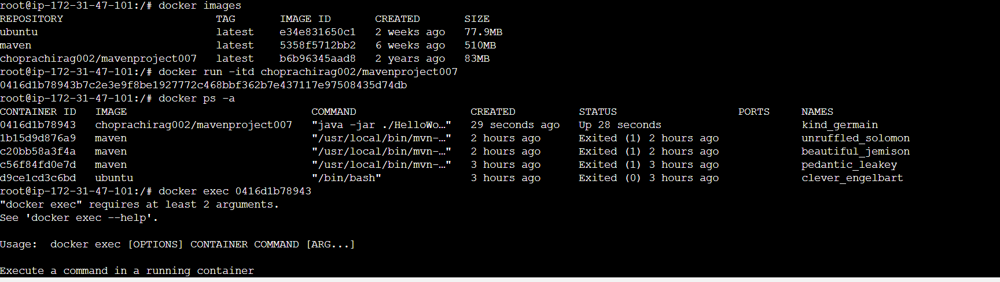 root@ip-172-31-47-101:/# docker images
REPOSITORY                        TAG       IMAGE ID       CREATED       SIZE
ubuntu                            latest    e34e831650c1   2 weeks ago   77.9MB
maven                             latest    5358f5712bb2   6 weeks ago   510MB
choprachirag002/mavenproject007   latest    b6b96345aad8   2 years ago   83MB
root@ip-172-31-47-101:/# docker run -itd choprachirag002/mavenproject007
0416d1b78943b7c2e3e9f8be1927772c468bbf362b7e437117e97508435d74db
root@ip-172-31-47-101:/# docker ps -a
CONTAINER ID   IMAGE                             COMMAND                  CREATED          STATUS                   PORTS     NAMES
0416d1b78943   choprachirag002/mavenproject007   "java -jar ./HelloWo…"   29 seconds ago   Up 28 seconds                      kind_germain
1b15d9d876a9   maven                             "/usr/local/bin/mvn-…"   2 hours ago      Exited (1) 2 hours ago             unruffled_solomon
c20bb58a3f4a   maven                             "/usr/local/bin/mvn-…"   2 hours ago      Exited (1) 2 hours ago             beautiful_jemison
c56f84fd0e7d   maven                             "/usr/local/bin/mvn-…"   3 hours ago      Exited (1) 3 hours ago             pedantic_leakey
d9ce1cd3c6bd   ubuntu                            "/bin/bash"              3 hours ago      Exited (0) 3 hours ago             clever_engelbart
root@ip-172-31-47-101:/# docker exec 0416d1b78943
"docker exec" requires at least 2 arguments.
See 'docker exec --help'.

Usage:  docker exec [OPTIONS] CONTAINER COMMAND [ARG...]

Execute a command in a running container